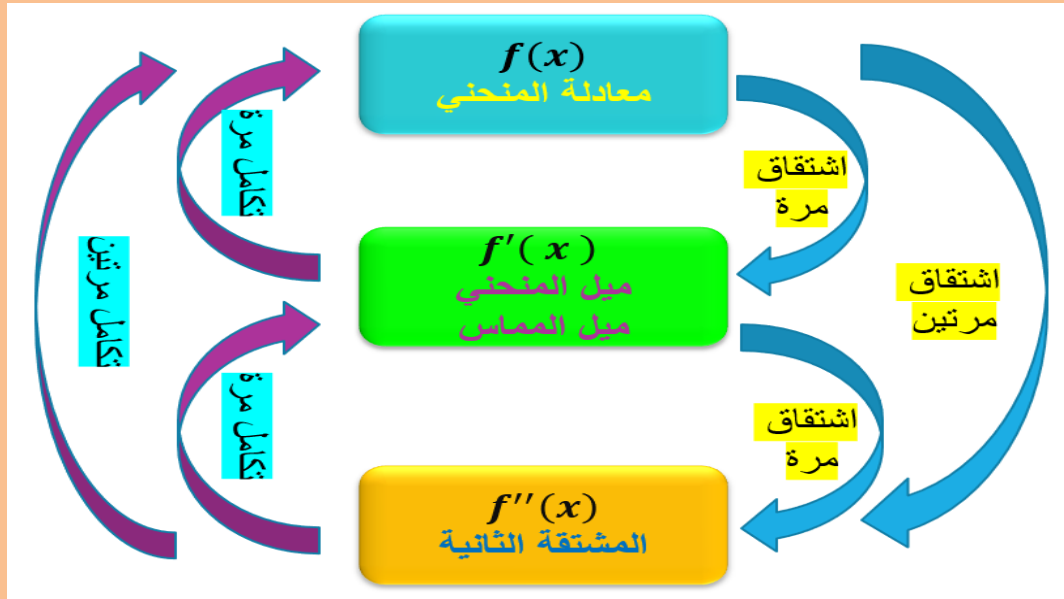 f(x)
معادلة المنحني
تكامل مرة
اشتقاق
مرة
f′( x )
ميل المنحني
ميل المماس
تكامل مرتين
اشتقاق
مرتين
تكامل مرة
اشتقاق
مرة
f′′(x)
المشتقة الثانية